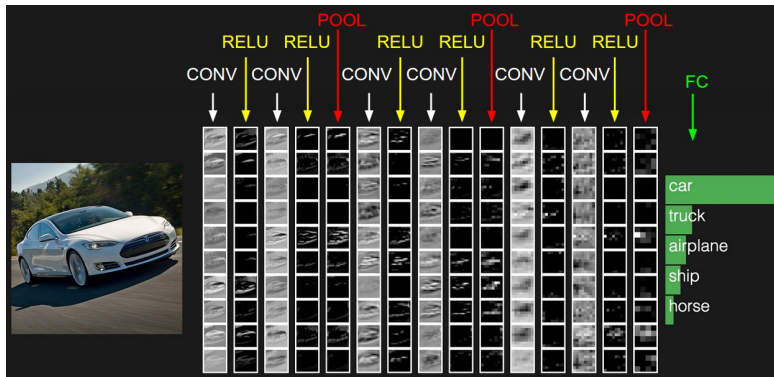 POOL POOL POOL
RELU RELU RELU RELU RELU RELU
CONV CONV CONV CONV CONV CONV
FC
car
truck
airplane
ship
horse